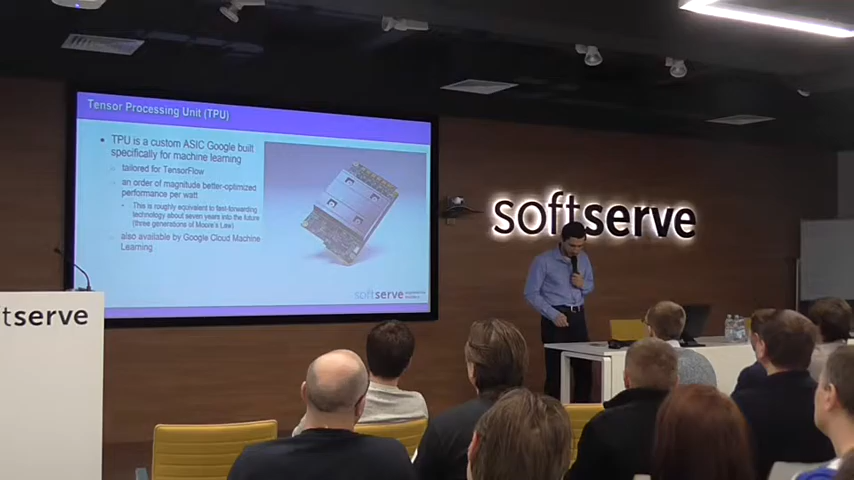 Tensor Processing Unit (TPU)
TPU is a custom ASIC Google built
specifically for machine learning
tailored for TensorFlow
an order of magnitude better-optimized
performance per watt
This is roughly equivalent to fast-forwarding
technology about seven years into the future
(three generations of Moore's Law)
also available by Google Cloud Machine
Learning
softserve
softserve
tserve